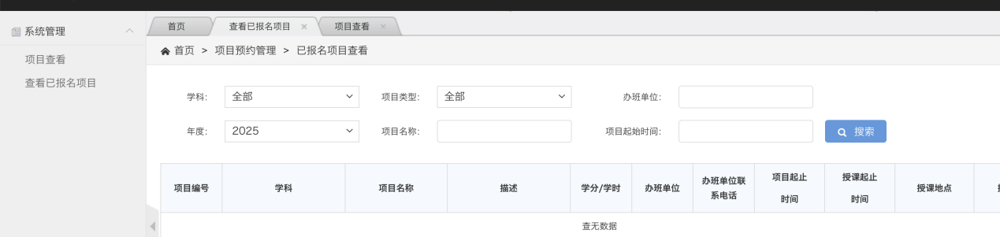 系统管理
项目查看
查看已报名项目
首页 查看已报名项目 × 项目查看 ×
首页 > 项目预约管理 > 已报名项目查看
学科： 全部 项目类型： 全部 办班单位：
年度： 2025 项目名称： 项目起始时间： 搜索
项目编号 学科 项目名称 描述 学分/学时 办班单位 办班单位联系电话 项目起止时间 授课起止时间 授课地点
查无数据